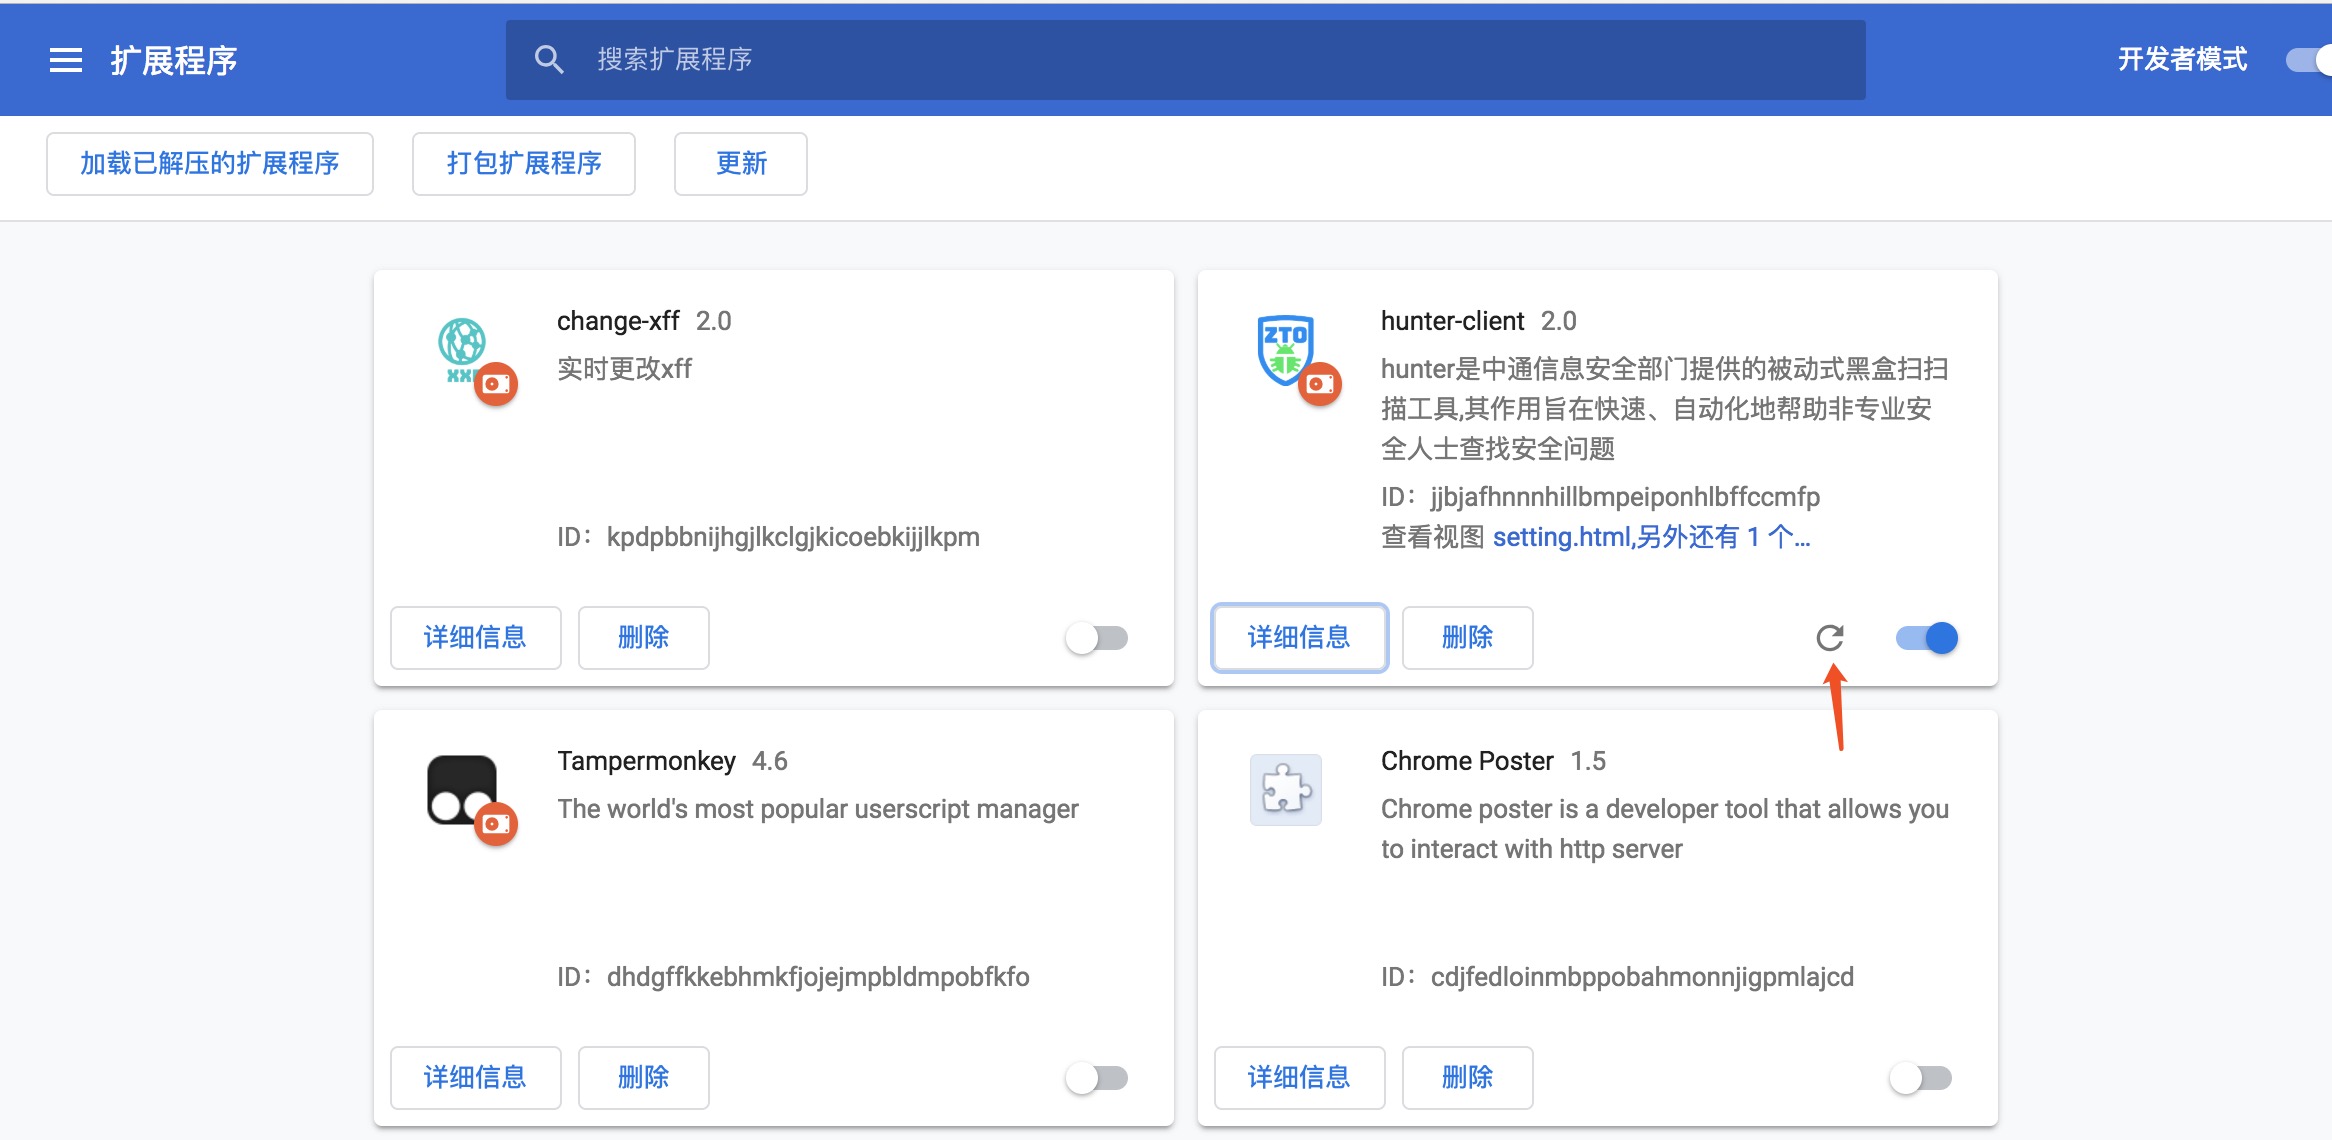 扩展程序
搜索扩展程序
开发者模式
加载已解压的扩展程序
打包扩展程序
更新
change-xff 2.0
实时更改xff
ID：kpdpbbnijhgjlkclgjkicoebkijjlkpm
详细信息
删除
ZTO
hunter-client 2.0
hunter是中通信息安全部门提供的被动式黑盒扫扫
描工具,其作用旨在快速、自动化地帮助非专业安
全人士查找安全问题
ID：jjbjafhnnnhillbmpeiponhlbffccmfp
查看视图 setting.html,另外还有 1 个...
详细信息
删除
Tampermonkey 4.6
The world's most popular userscript manager
ID：dhdgffkkebhmkfjojejmpbldmpobfkfo
详细信息
删除
Chrome Poster 1.5
Chrome poster is a developer tool that allows you
to interact with http server
ID：cdjfedloinmbppobahmonnjigpmlajcd
详细信息
删除